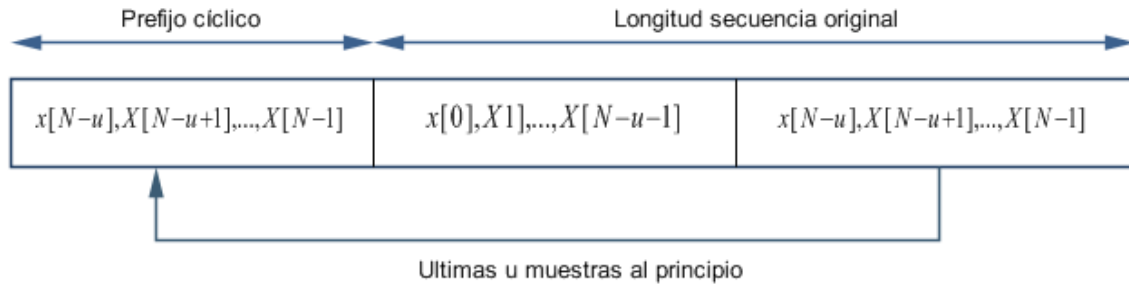 Prefijo cíclico Longitud secuencia original
x[N-u],X[N-u+1],...,X[N-1] x[0],X1],...,X[N-u-1] x[N-u],X[N-u+1],...,X[N-1]
Ultimas u muestras al principio